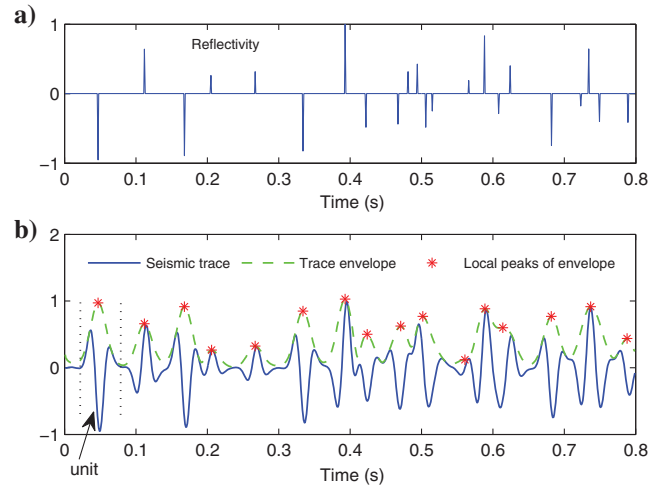 a)
1
Reflectivity
0
−1
0 0.1 0.2 0.3 0.4 0.5 0.6 0.7 0.8
Time (s)
b)
2
Seismic trace Trace envelope Local peaks of envelope
1
0
−1
0 0.1 0.2 0.3 0.4 0.5 0.6 0.7 0.8
unit
Time (s)